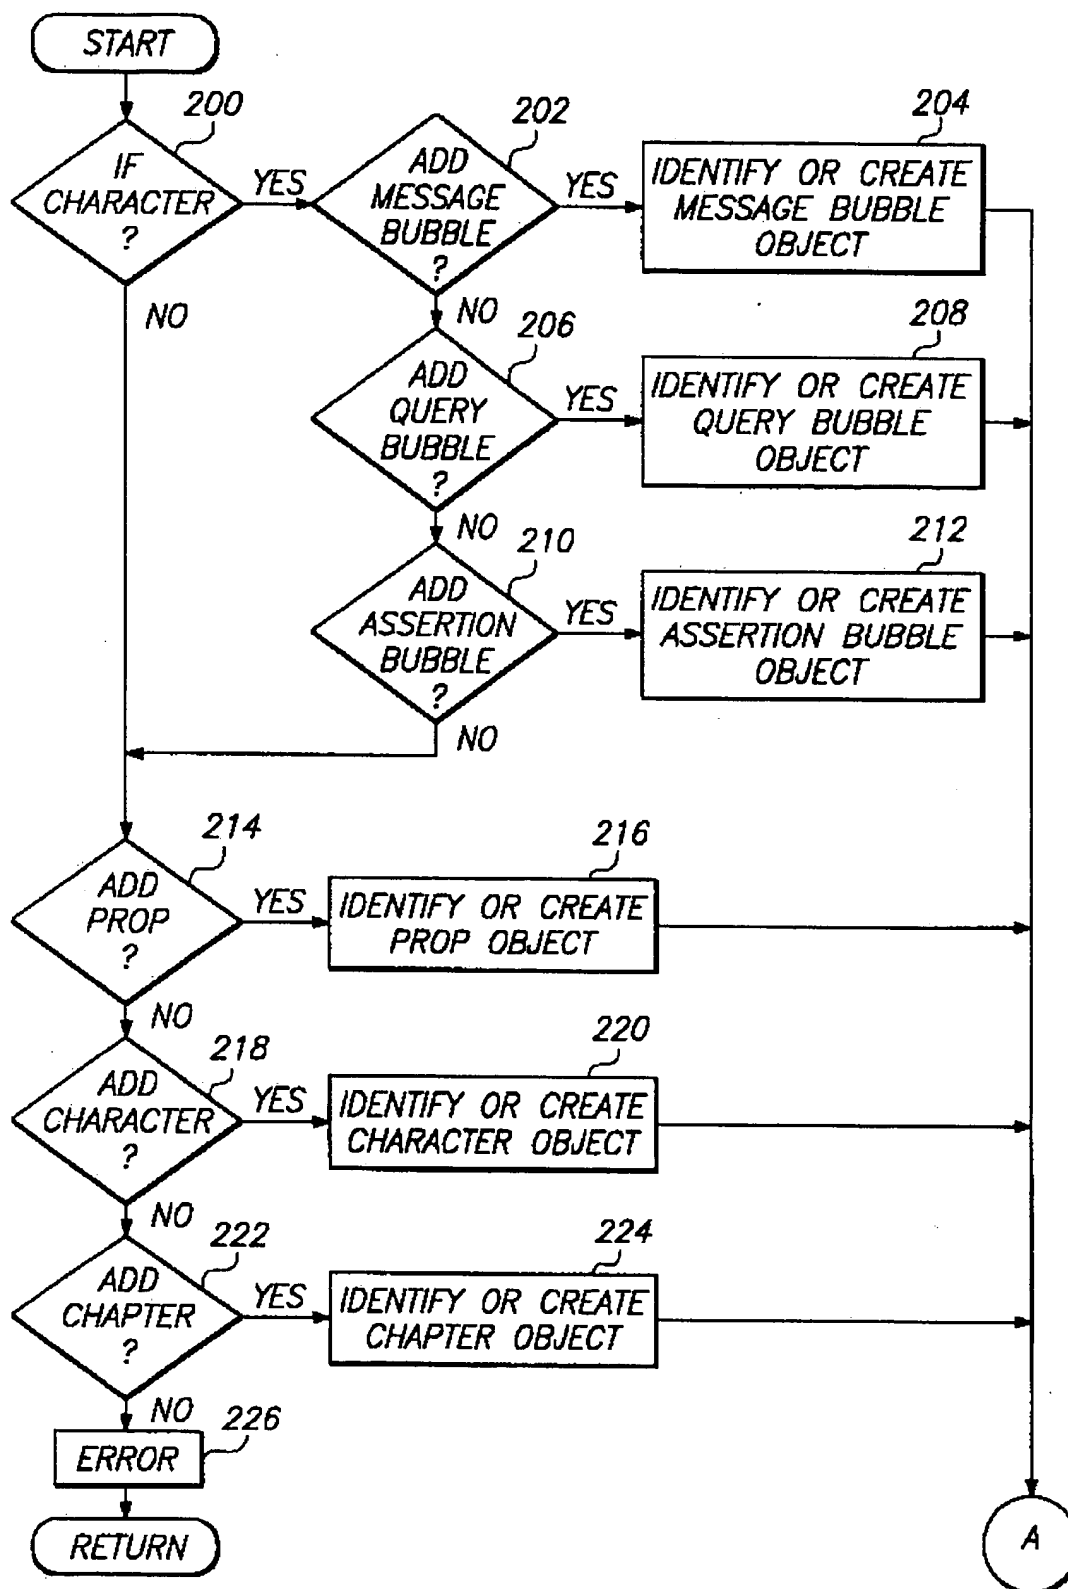 START
200
IF
CHARACTER
?
YES
NO
202
ADD
MESSAGE
BUBBLE
?
YES
NO
204
IDENTIFY OR CREATE
MESSAGE BUBBLE
OBJECT
206
ADD
QUERY
BUBBLE
?
YES
NO
208
IDENTIFY OR CREATE
QUERY BUBBLE
OBJECT
210
ADD
ASSERTION
BUBBLE
?
YES
NO
212
IDENTIFY OR CREATE
ASSERTION BUBBLE
OBJECT
214
ADD
PROP
?
YES
NO
216
IDENTIFY OR CREATE
PROP OBJECT
218
ADD
CHARACTER
?
YES
NO
220
IDENTIFY OR CREATE
CHARACTER OBJECT
222
ADD
CHAPTER
?
YES
NO
224
IDENTIFY OR CREATE
CHAPTER OBJECT
226
ERROR
RETURN
A